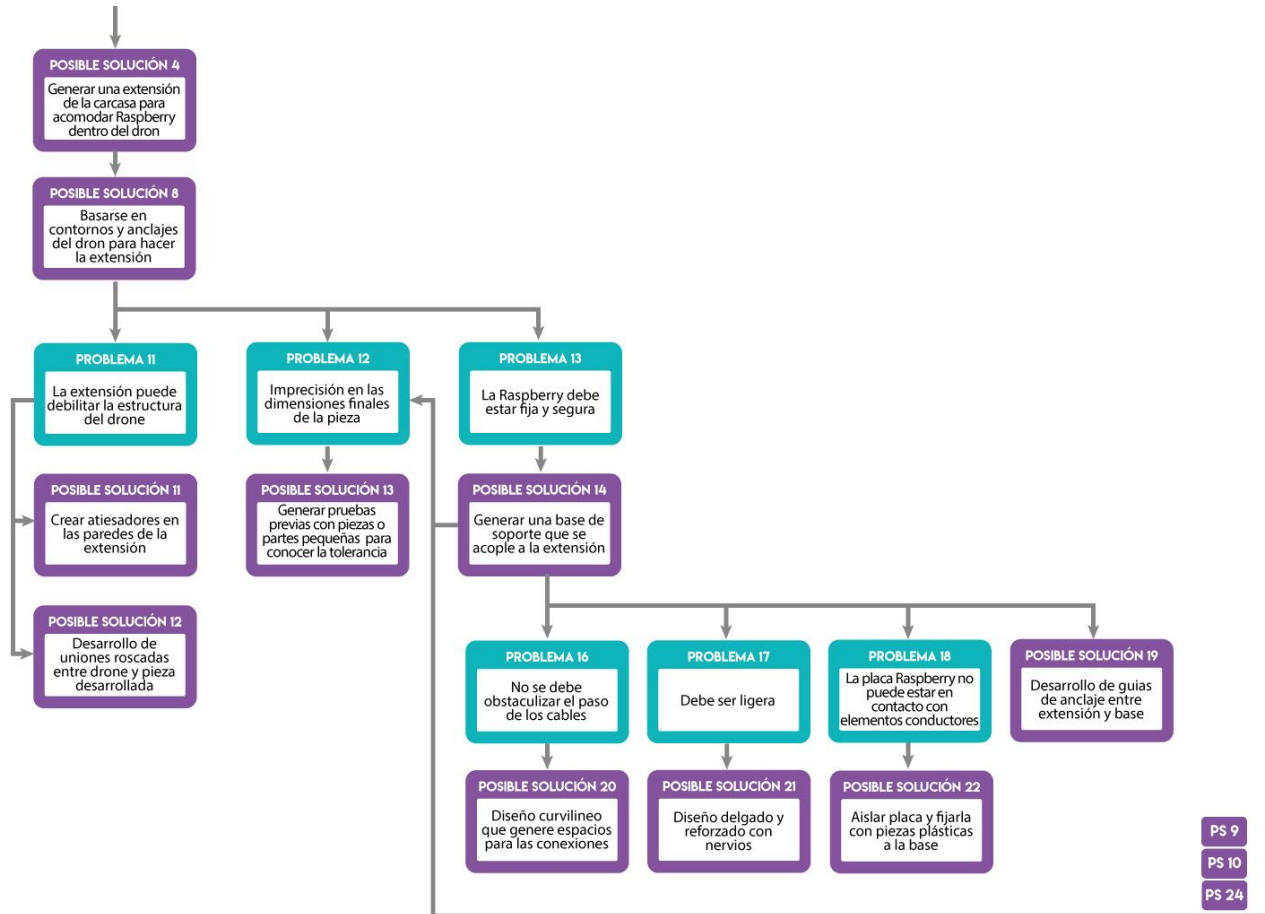 POSIBLE SOLUCIÓN 4
Generar una extensión
de la carcasa para
acomodar Raspberry
dentro del dron
POSIBLE SOLUCIÓN 8
Basarse en
contornos y anclajes
del dron para hacer
la extensión
PROBLEMA 11
La extensión puede
debilitar la estructura
del drone
PROBLEMA 12
Imprecisión en las
dimensiones finales
de la pieza
PROBLEMA 13
La Raspberry debe
estar fija y segura
POSIBLE SOLUCIÓN 11
Crear atiesadores en
las paredes de la
extensión
POSIBLE SOLUCIÓN 13
Generar pruebas
previas con piezas o
partes pequeñas para
conocer la tolerancia
POSIBLE SOLUCIÓN 14
Generar una base de
soporte que se
acople a la extensión
POSIBLE SOLUCIÓN 12
Desarrollo de
uniones roscadas
entre drone y pieza
desarrollada
PROBLEMA 16
No se debe
obstaculizar el paso
de los cables
PROBLEMA 17
Debe ser ligera
PROBLEMA 18
La placa Raspberry no
puede estar en
contacto con
elementos conductores
POSIBLE SOLUCIÓN 19
Desarrollo de guias
de anclaje entre
extensión y base
POSIBLE SOLUCIÓN 20
Diseño curvilineo
que genere espacios
para las conexiones
POSIBLE SOLUCIÓN 21
Diseño delgado y
reforzado con
nervios
POSIBLE SOLUCIÓN 22
Aislar placa y fijarla
con piezas plásticas
a la base
PS 9
PS 10
PS 24